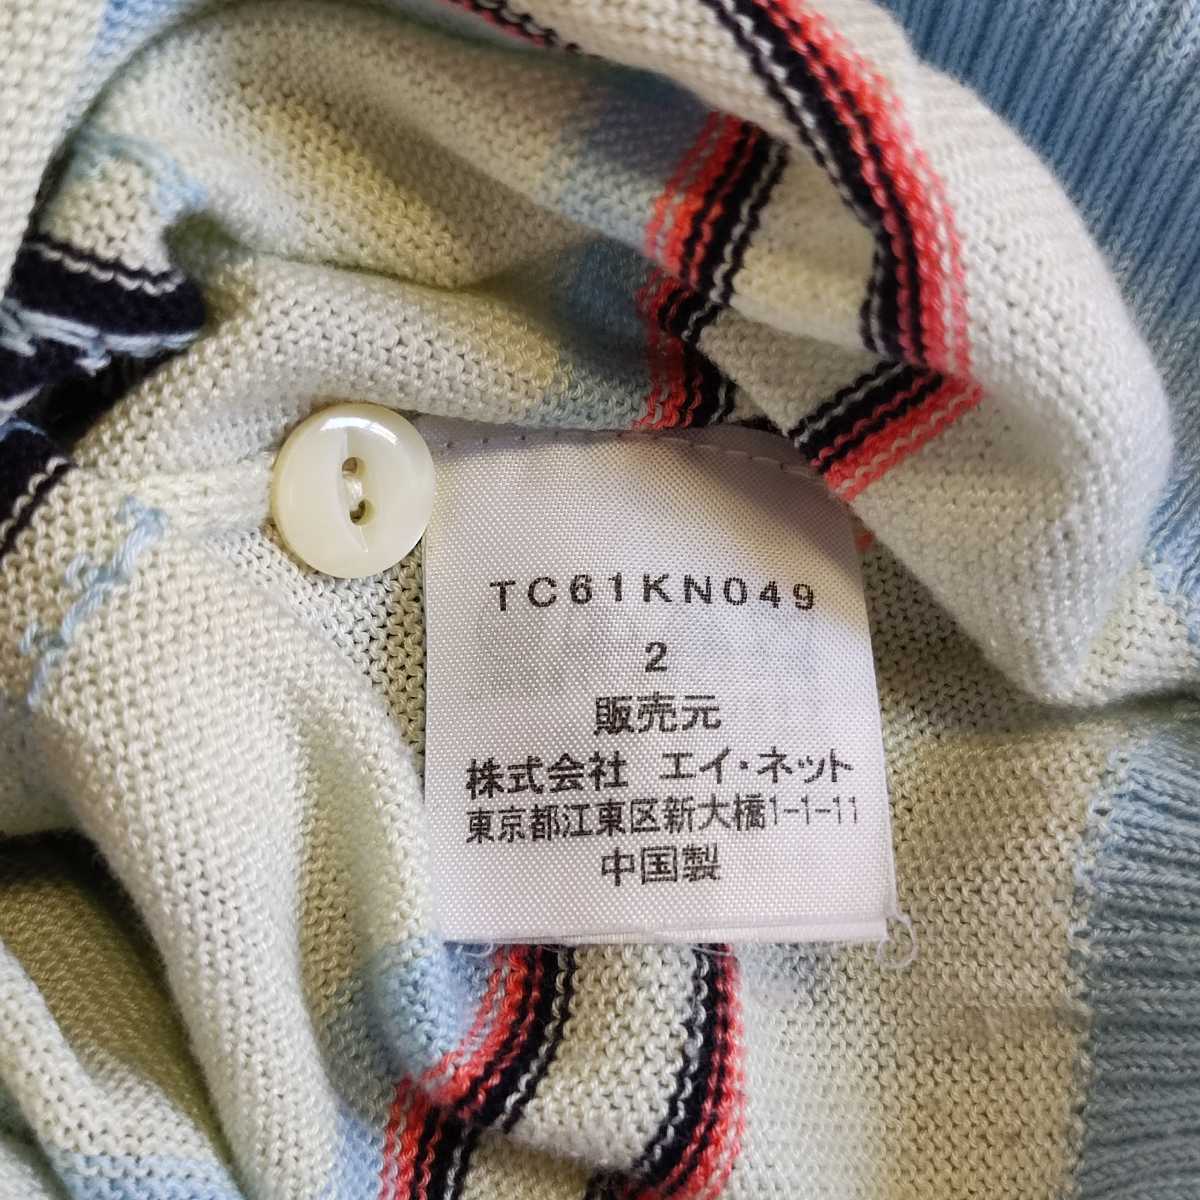 TC61KN049
2
販売元
株式会社 エイ・ネット
東京都江東区新大橋1-1-11
中国製